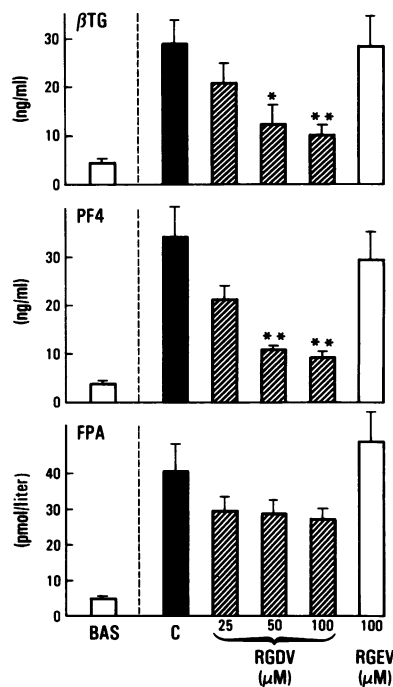 βTG
(ng/ml)
30
20
10
0
*
**
PF4
(ng/ml)
30
20
10
0
**
**
FPA
(pmol/liter)
40
30
20
10
0
25 50 100 100
BAS C RGDV RGEV
(μM) (μM)